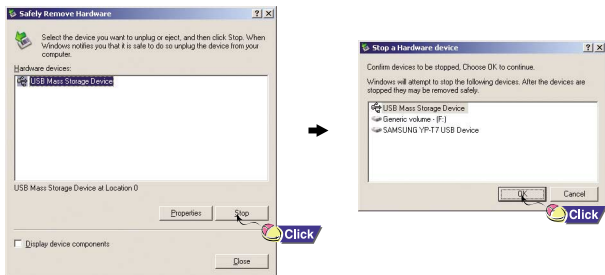 Safely Remove Hardware
Select the device you want to unplug or eject, and then click Stop. When
Windows notifies you that it is safe to do so unplug the device from your
computer.
Hardware devices:
USB Mass Storage Device
USB Mass Storage Device at Location 0
Properties
Stop
Click
Display device components
Close
Stop a Hardware device
Confirm devices to be stopped, Choose OK to continue.
Windows will attempt to stop the following devices. After the devices are
stopped they may be removed safely.
USB Mass Storage Device
Generic volume - (F:)
SAMSUNG YP-T7 USB Device
OK
Cancel
Click